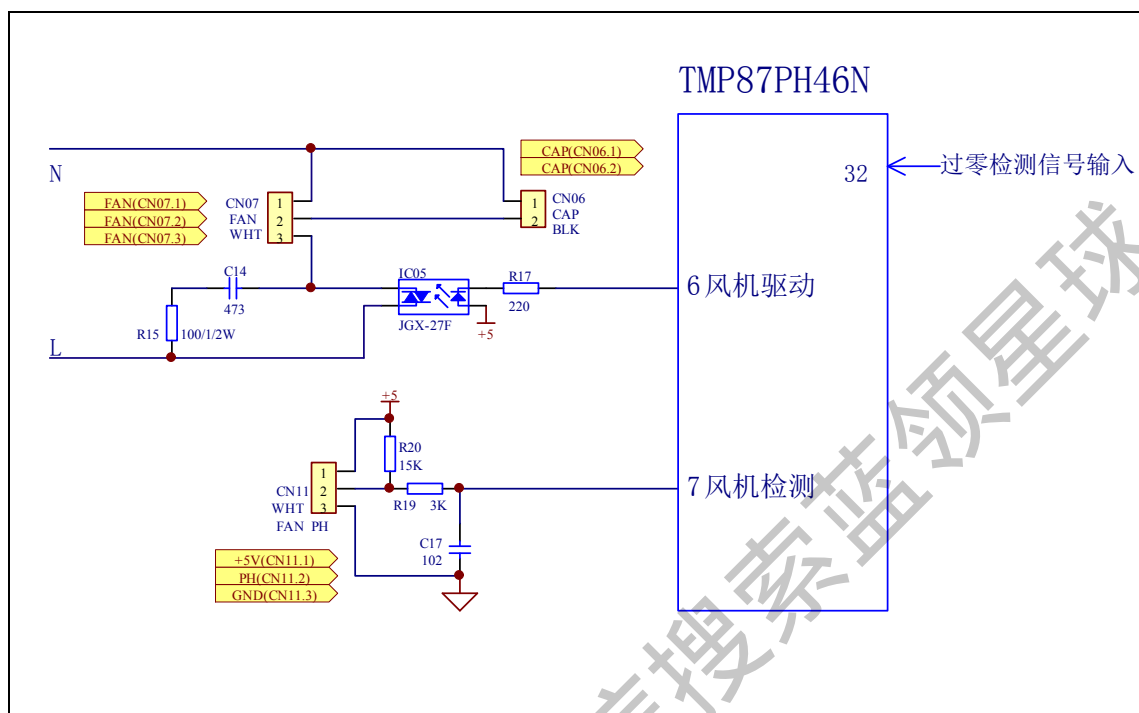 TMP87PH46N
N
CAP(CN06.1)
CAP(CN06.2)
32
过零检测信号输入
FAN(CN07.1)
FAN(CN07.2)
FAN(CN07.3)
CN07
FAN
WHT
1
2
3
1
2
CN06
CAP
BLK
C14
473
IC05
JGX-27F
R17
220
+5
6风机驱动
R15
100/1/2W
L
+5
R20
15K
1
2
3
CN11
WHT
FAN PH
R19
3K
7风机检测
C17
102
+5V(CN11.1)
PH(CN11.2)
GND(CN11.3)
搜索蓝领星球